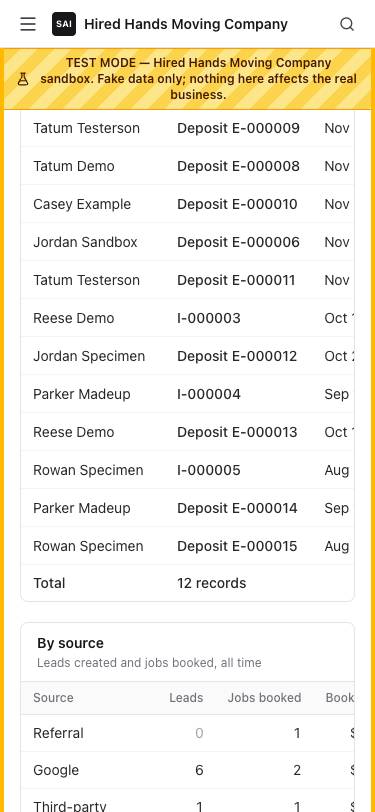 SAI Hired Hands Moving Company
TEST MODE — Hired Hands Moving Company
sandbox. Fake data only; nothing here affects the real
business.
Tatum Testerson Deposit E-000009 Nov
Tatum Demo Deposit E-000008 Nov
Casey Example Deposit E-000010 Nov
Jordan Sandbox Deposit E-000006 Nov
Tatum Testerson Deposit E-000011 Nov
Reese Demo I-000003 Oct
Jordan Specimen Deposit E-000012 Oct
Parker Madeup I-000004 Sep
Reese Demo Deposit E-000013 Oct
Rowan Specimen I-000005 Aug
Parker Madeup Deposit E-000014 Sep
Rowan Specimen Deposit E-000015 Aug
Total 12 records
By source
Leads created and jobs booked, all time
Source Leads Jobs booked Book
Referral 0 1
Google 6 2
Third-party 1 1